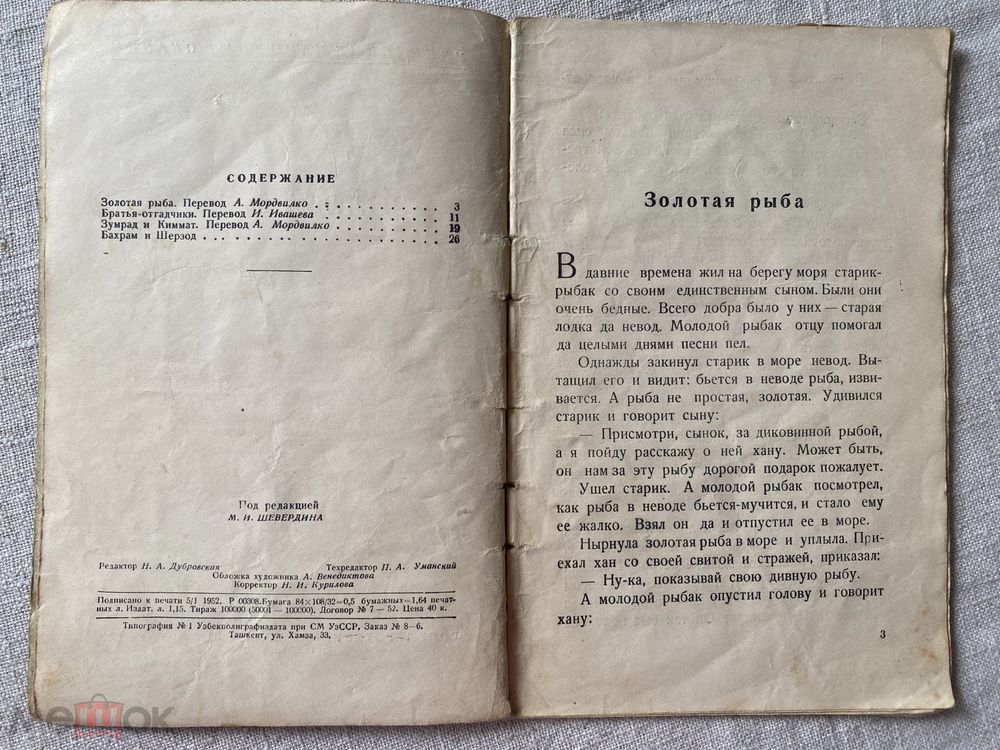 СОДЕРЖАНИЕ
Золотая рыба. Перевод А. Мордвилко . . . . . . . . . . . 3
Братья-отгадчики. Перевод И. Ивашева . . . . . . . . . . 11
Зумрад и Киммат. Перевод А. Мордвилко . . . . . . . . . . 19
Бахрам и Шерзод . . . . . . . . . . . . . . . . . . . . 26
Под редакцией
М. И. ШЕВЕРДИНА
Редактор Н. А. Дубровская Техредактор П. А. Уманский
Обложка художника А. Венедиктова
Корректор Н. И. Курилова
Подписано к печати 5/I 1952. Р 00308. Бумага 84×108/32=0,5 бумажных—1,64 печат-
ных л. Издат. л. 1,15. Тираж 100000 (50001 — 100000). Договор № 7 — 52. Цена 40 к.
Типография № 1 Узбекполиграфиздата при СМ УзССР. Заказ № 8—6.
Ташкент, ул. Хамза, 33.
Золотая рыба
В давние времена жил на берегу моря старик-
рыбак со своим единственным сыном. Были они
очень бедные. Всего добра было у них — старая
лодка да невод. Молодой рыбак отцу помогал
да целыми днями песни пел.
Однажды закинул старик в море невод. Вы-
тащил его и видит: бьется в неводе рыба, изви-
вается. А рыба не простая, золотая. Удивился
старик и говорит сыну:
— Присмотри, сынок, за диковинной рыбой,
а я пойду расскажу о ней хану. Может быть,
он нам за эту рыбу дорогой подарок пожалует.
Ушел старик. А молодой рыбак посмотрел,
как рыба в неводе бьется-мучится, и стало ему
ее жалко. Взял он да и отпустил ее в море.
Нырнула золотая рыба в море и уплыла. При-
ехал хан со своей свитой и стражей, приказал:
— Ну-ка, показывай свою дивную рыбу.
А молодой рыбак опустил голову и говорит
хану:
3
мешок